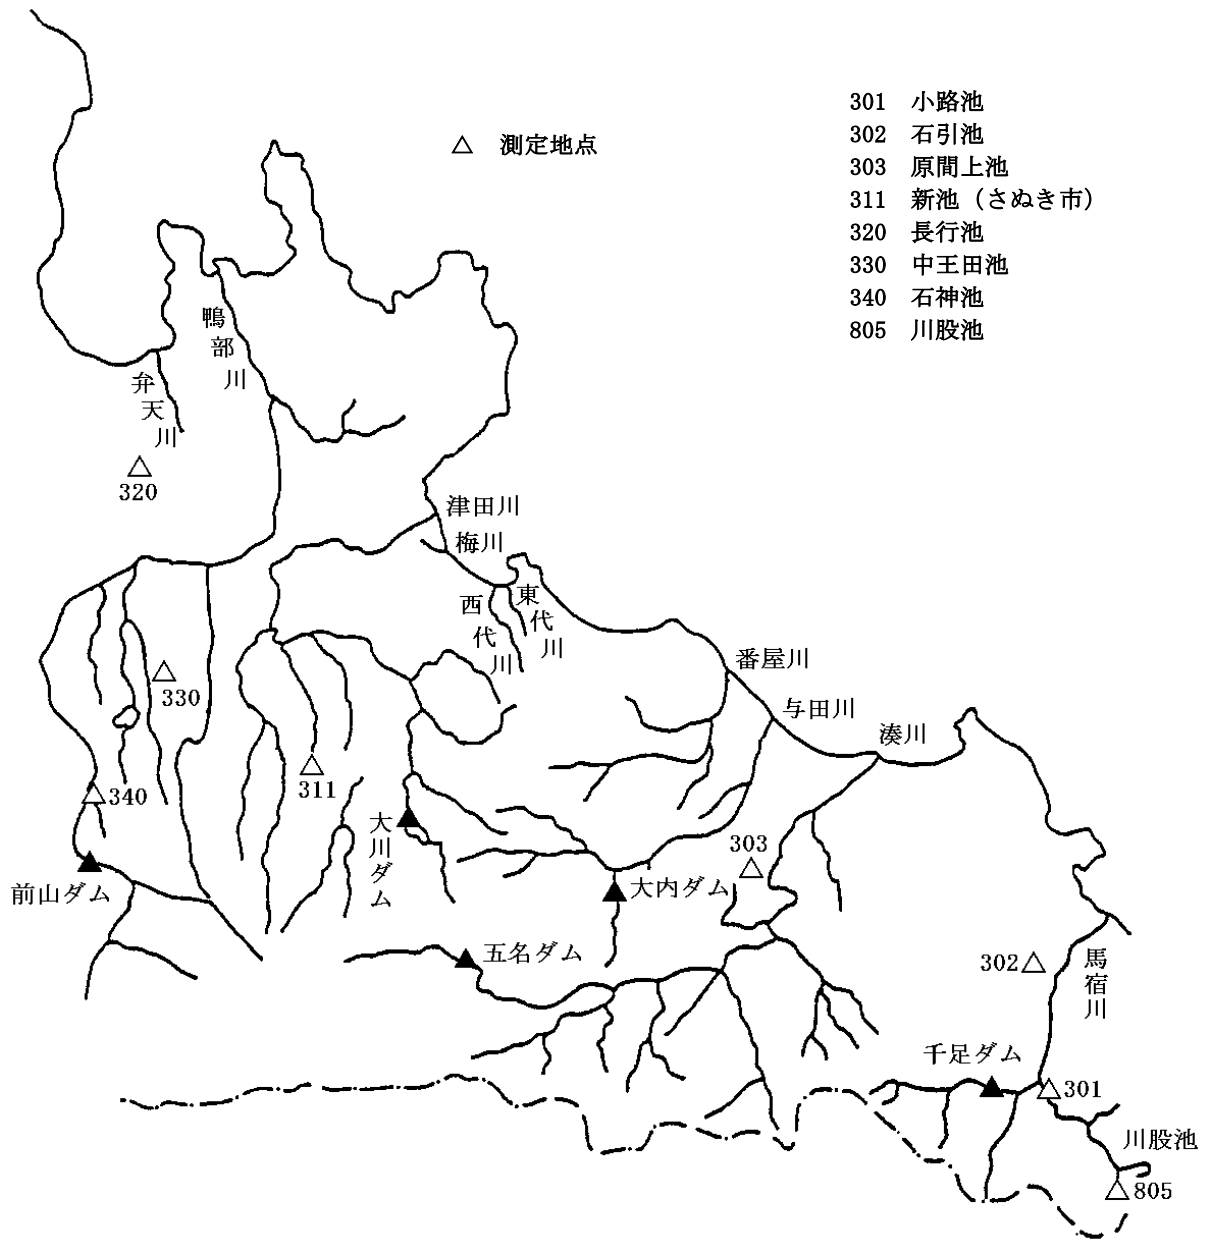 △ 測定地点
301 小路池
302 石引池
303 原間上池
311 新池（さぬき市）
320 長行池
330 中王田池
340 石神池
805 川股池
鴨部川
弁天川
320
津田川
梅川
西代川
東代川
番屋川
与田川
湊川
330
340
311
大川ダム
303
前山ダム
大内ダム
五名ダム
302
馬宿川
千足ダム
301
川股池
805